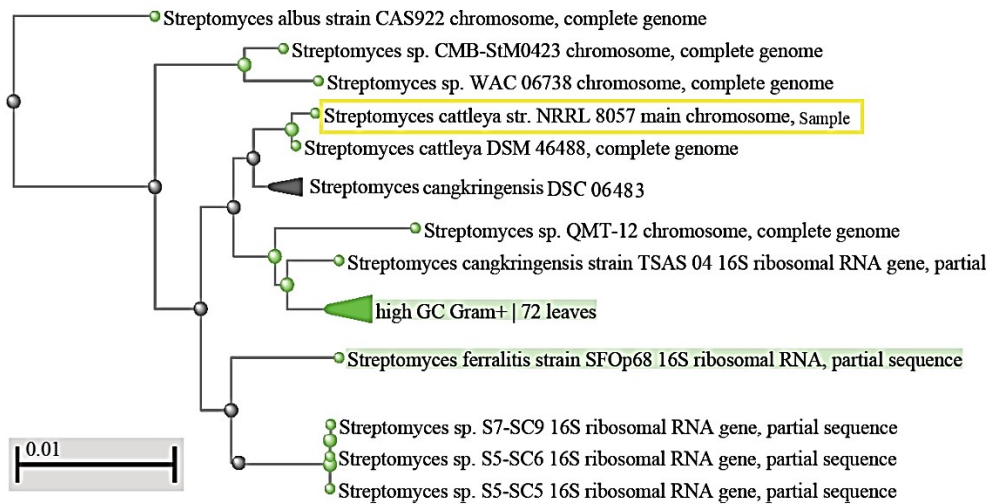 Streptomyces albus strain CAS922 chromosome, complete genome
Streptomyces sp. CMB-StM0423 chromosome, complete genome
Streptomyces sp. WAC 06738 chromosome, complete genome
Streptomyces cattleya str. NRRL 8057 main chromosome, Sample
Streptomyces cattleya DSM 46488, complete genome
Streptomyces cangkringensis DSC 06483
Streptomyces sp. QMT-12 chromosome, complete genome
Streptomyces cangkringensis strain TSAS 04 16S ribosomal RNA gene, partial
high GC Gram+ | 72 leaves
Streptomyces ferralitis strain SFOp68 16S ribosomal RNA, partial sequence
Streptomyces sp. S7-SC9 16S ribosomal RNA gene, partial sequence
0.01
Streptomyces sp. S5-SC6 16S ribosomal RNA gene, partial sequence
Streptomyces sp. S5-SC5 16S ribosomal RNA gene, partial sequence